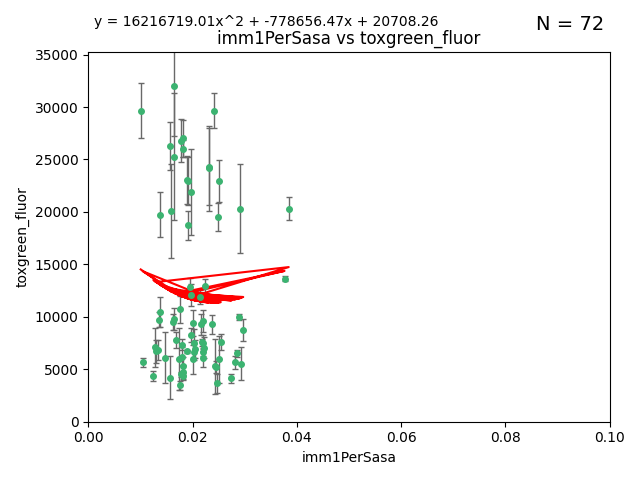 y = 16216719.01x^2 + -778656.47x + 20708.26
N = 72
imm1PerSasa vs toxgreen_fluor
35000
30000
25000
20000
15000
10000
5000
0
toxgreen_fluor
0.00 0.02 0.04 0.06 0.08 0.10
imm1PerSasa